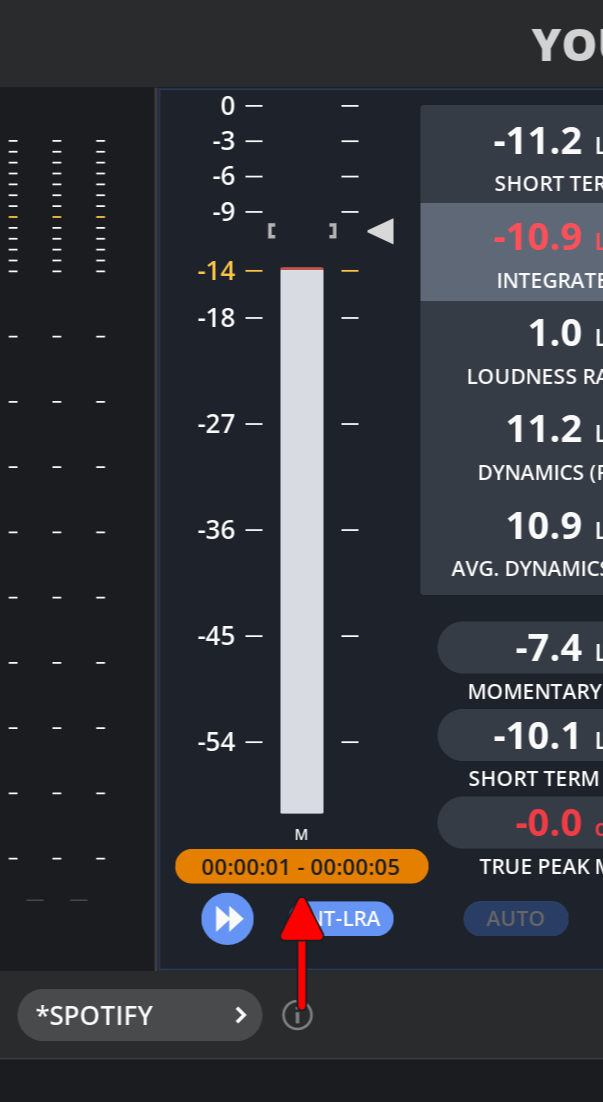 YOU
0
-3
-6
-9
-14
-18
-27
-36
-45
-54
M
00:00:01 - 00:00:05
IT-LRA
-11.2 L
SHORT TER
-10.9 L
INTEGRATE
1.0 L
LOUDNESS RA
11.2 L
DYNAMICS (
10.9 L
AVG. DYNAMICS
-7.4 L
MOMENTARY
-10.1 L
SHORT TERM
-0.0
TRUE PEAK M
AUTO
*SPOTIFY